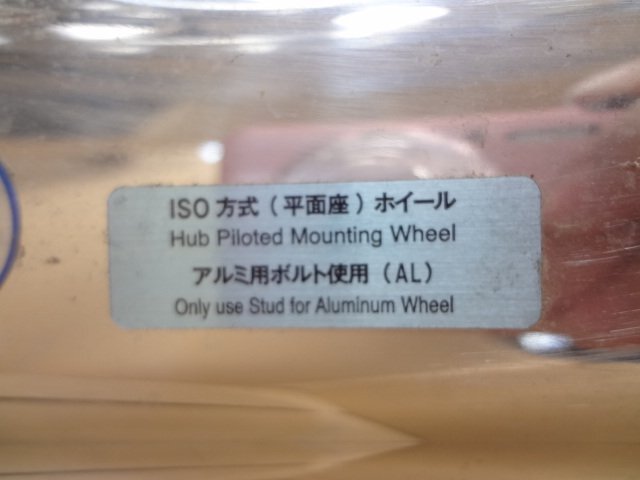 ISO 方式 ( 平面座 ) ホイール
Hub Piloted Mounting Wheel
アルミ用ボルト使用 ( AL )
Only use Stud for Aluminum Wheel